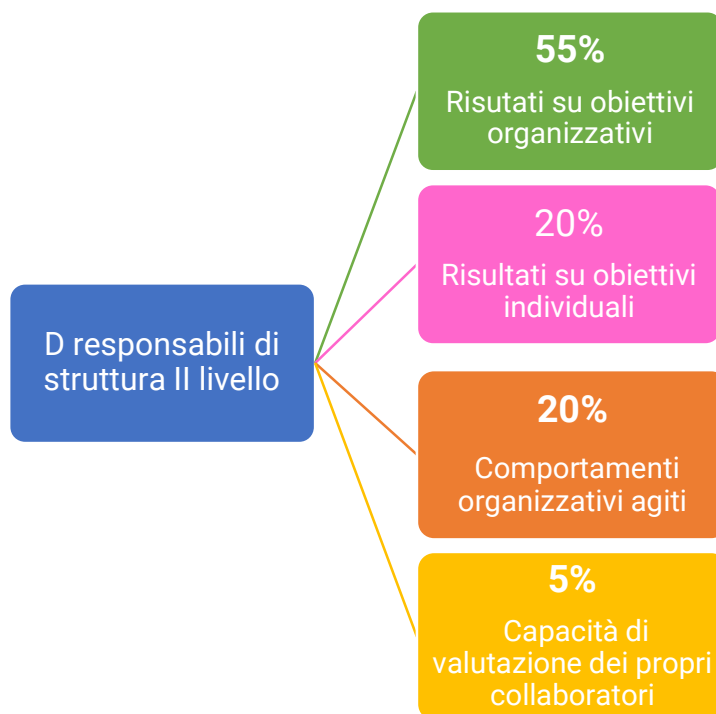 D responsabili di
struttura II livello
55%
Risutati su obiettivi
organizzativi
20%
Risultati su obiettivi
individuali
20%
Comportamenti
organizzativi agiti
5%
Capacità di
valutazione dei propri
collaboratori